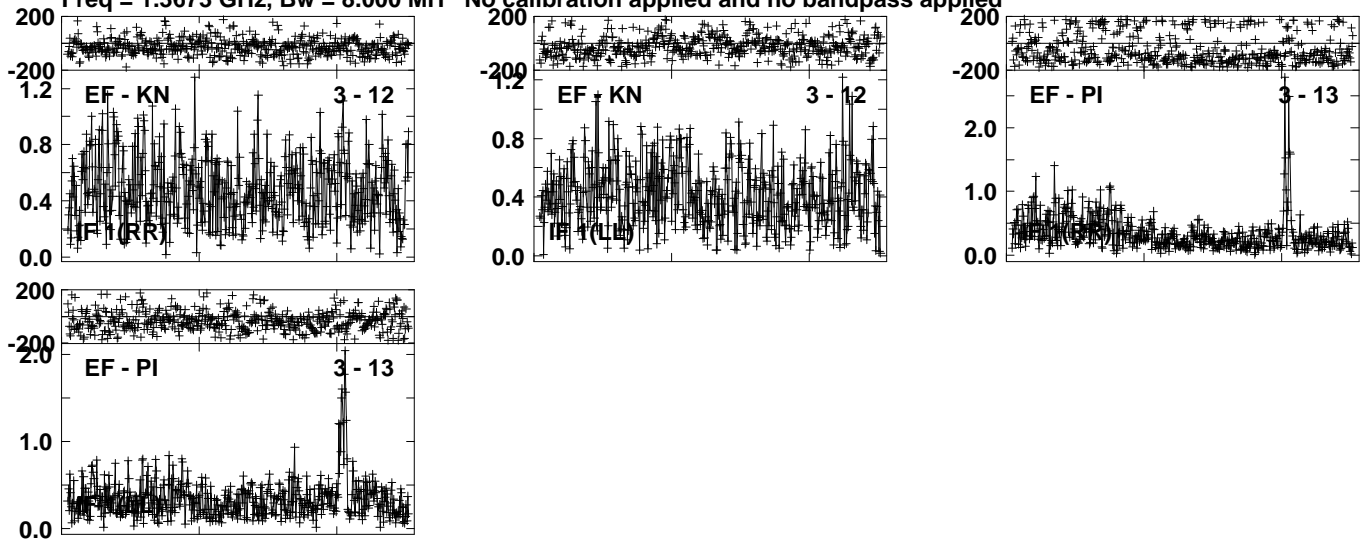 Freq = 1.3673 GHz, Bw = 8.000 MH No calibration applied and no bandpass applied
200
-200
1.2
0.8
0.4
0.0
EF - KN 3 - 12
IF 1(RR)
200
-200
1.2
0.8
0.4
0.0
EF - KN 3 - 12
IF 1(LL)
200
-200
2.0
1.0
0.0
EF - PI 3 - 13
IF 1(RR)
200
-200
2.0
1.0
0.0
EF - PI 3 - 13